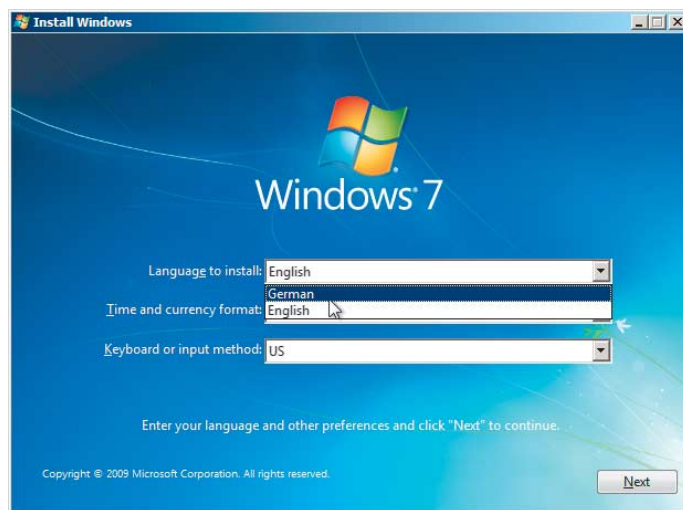 Install Windows
Windows 7
Language to install: English
German
Time and currency format: English
Keyboard or input method: US
Enter your language and other preferences and click "Next" to continue.
Copyright © 2009 Microsoft Corporation. All rights reserved.
Next